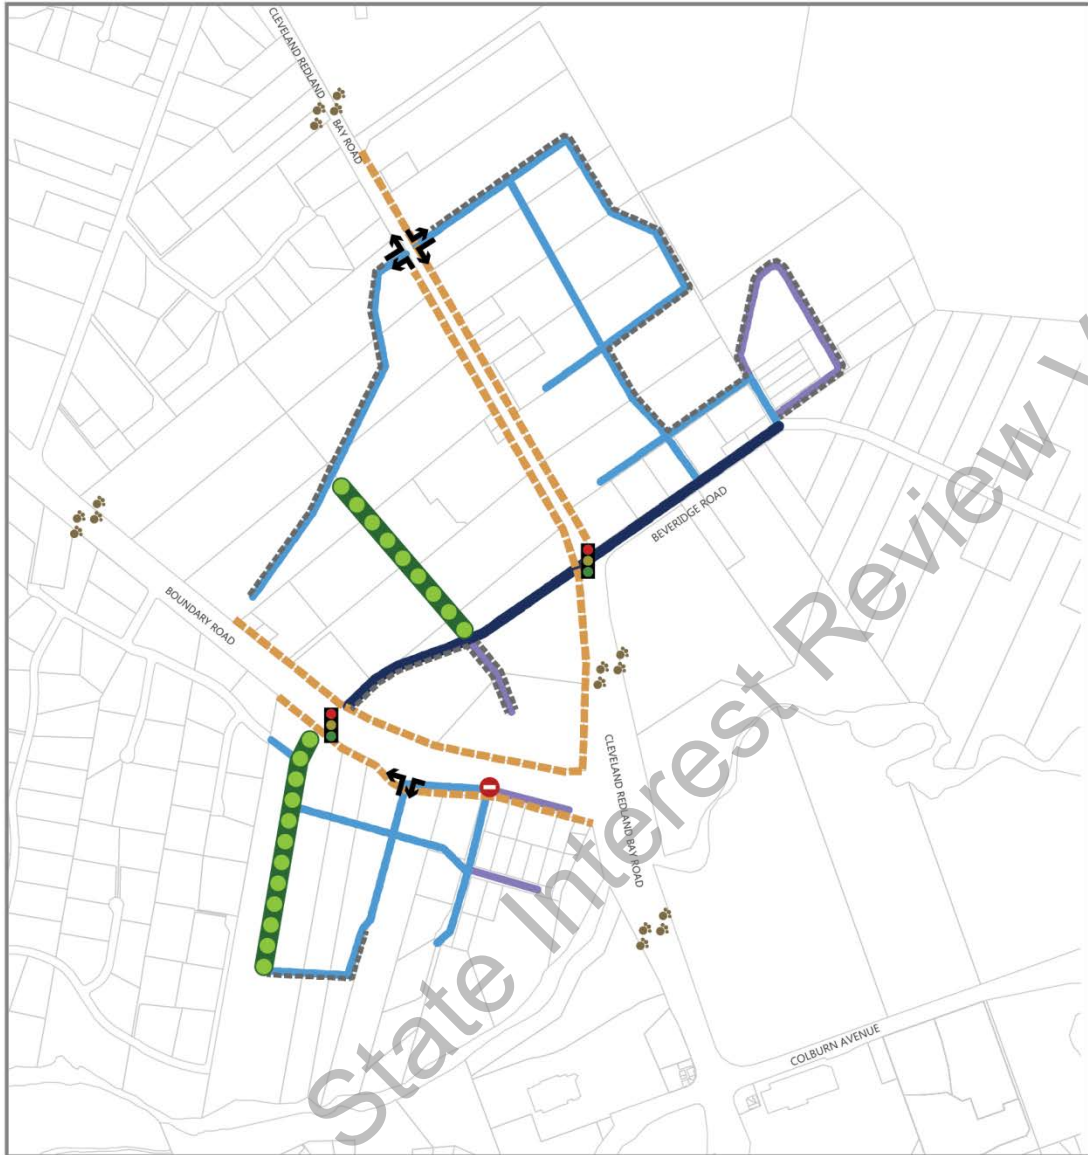 CLEVELAND REDLAND
BAY ROAD
BEVERIDGE ROAD
BOUNDARY ROAD
CLEVELAND REDLAND BAY ROAD
COLBURN AVENUE
State Interest Review V